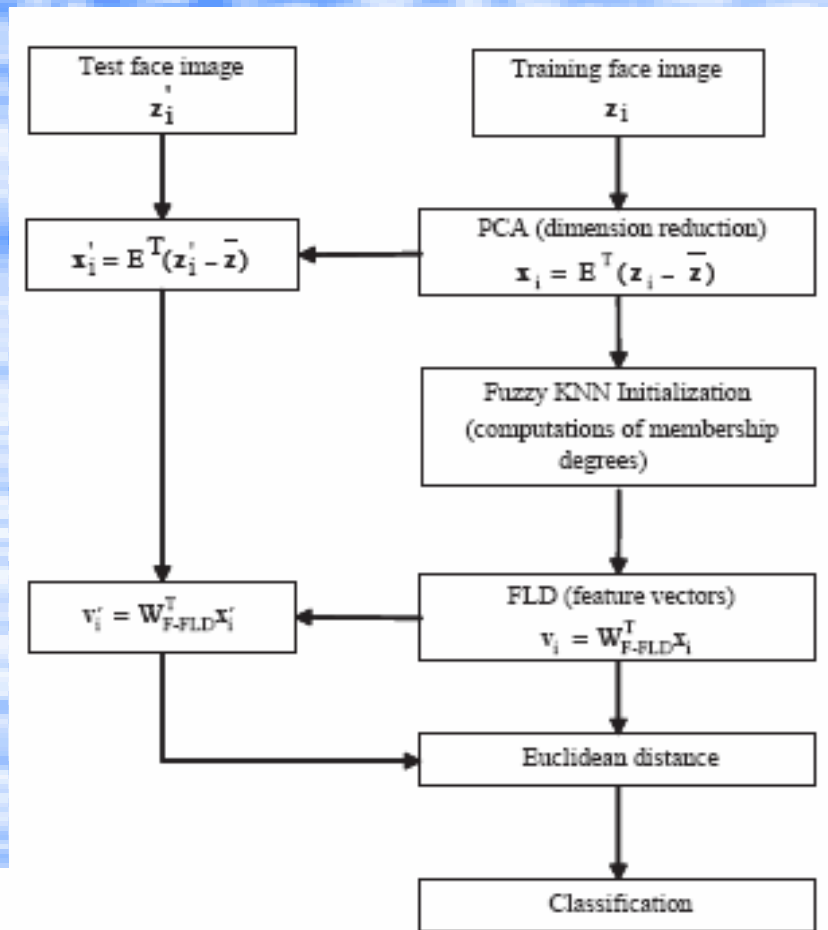 Test face image
z'i
Training face image
zi
PCA (dimension reduction)
xi = E^T(zi − z̄)
x'i = E^T(z'i − z̄)
Fuzzy KNN Initialization
(computations of membership
degrees)
FLD (feature vectors)
vi = W^T_F-FLD xi
v'i = W^T_F-FLD x'i
Euclidean distance
Classification